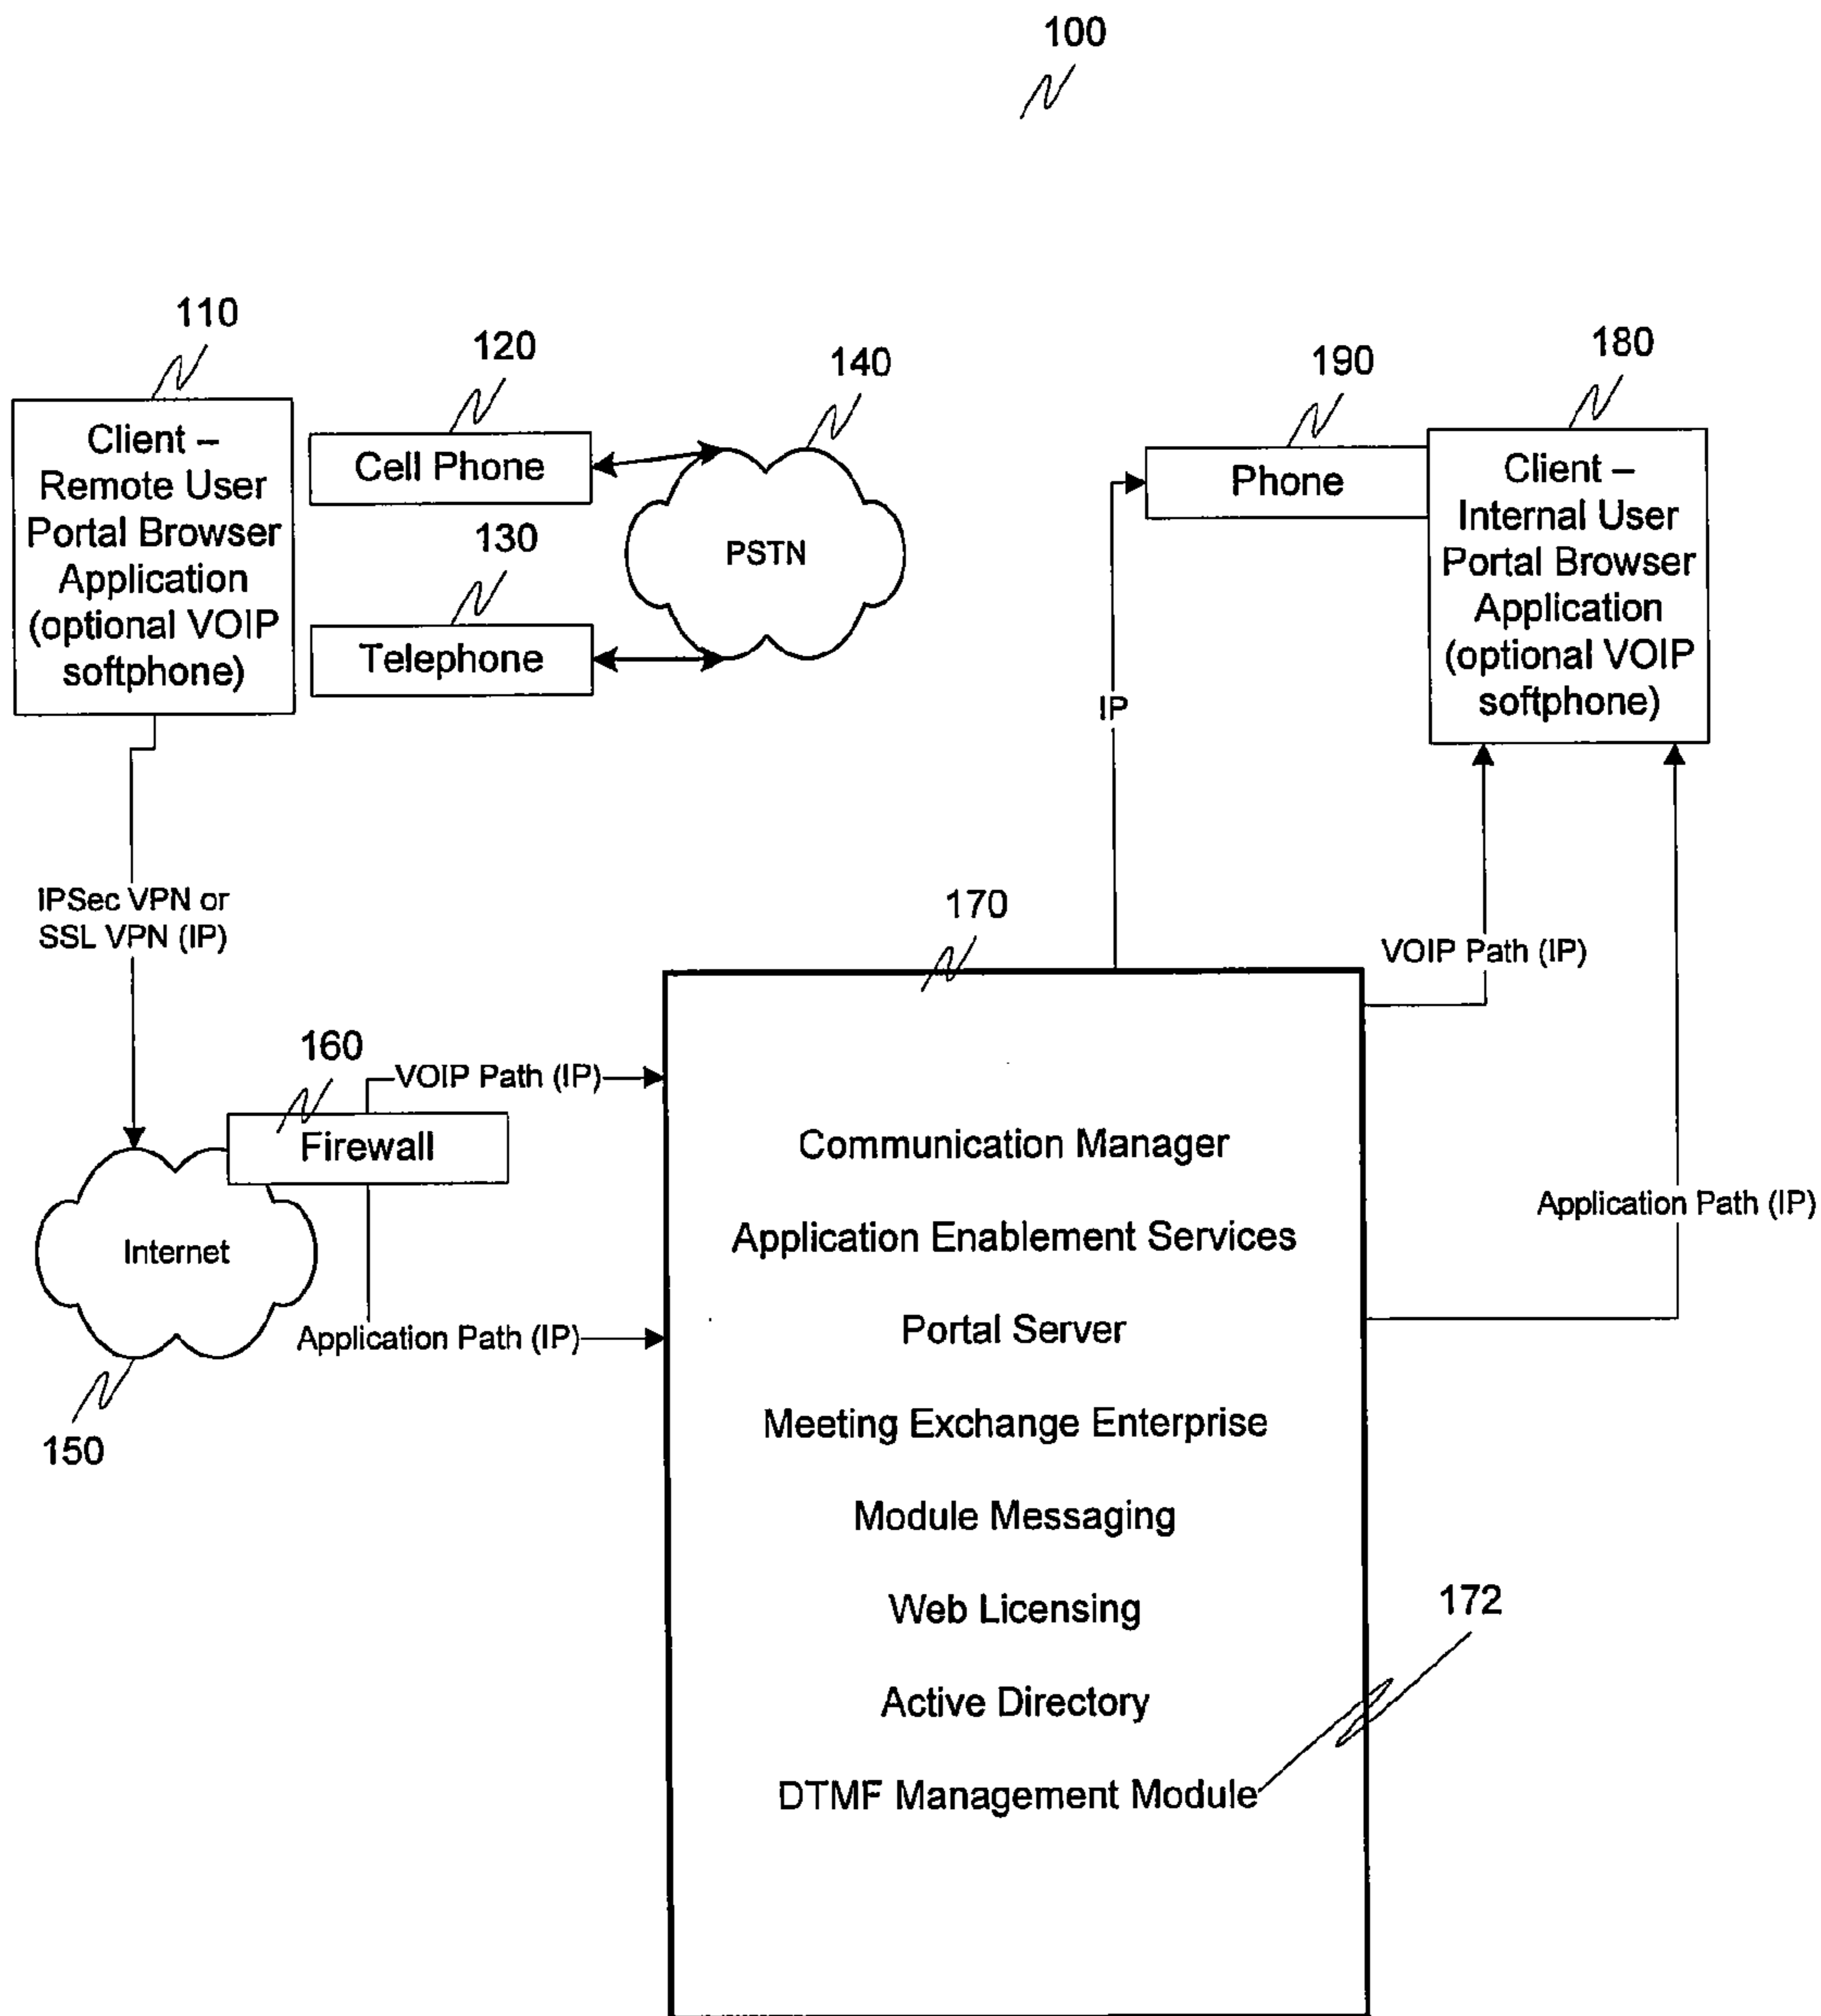 100
110
120
140
190
180
Client –
Remote User
Portal Browser
Application
(optional VOIP
softphone)
Cell Phone
130
Telephone
PSTN
Phone
Client –
Internal User
Portal Browser
Application
(optional VOIP
softphone)
IP
IPSec VPN or
SSL VPN (IP)
170
VOIP Path (IP)
160
VOIP Path (IP)
Firewall
Internet
Application Path (IP)
150
Application Path (IP)
Communication Manager
Application Enablement Services
Portal Server
Meeting Exchange Enterprise
Module Messaging
Web Licensing
Active Directory
DTMF Management Module
172